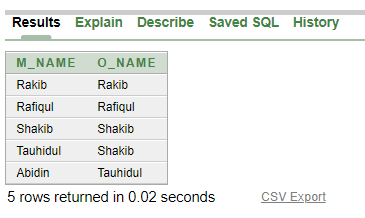 Results Explain Describe Saved SQL History
M_NAME O_NAME
Rakib Rakib
Rafiqul Rafiqul
Shakib Shakib
Tauhidul Shakib
Abidin Tauhidul
5 rows returned in 0.02 seconds CSV Export